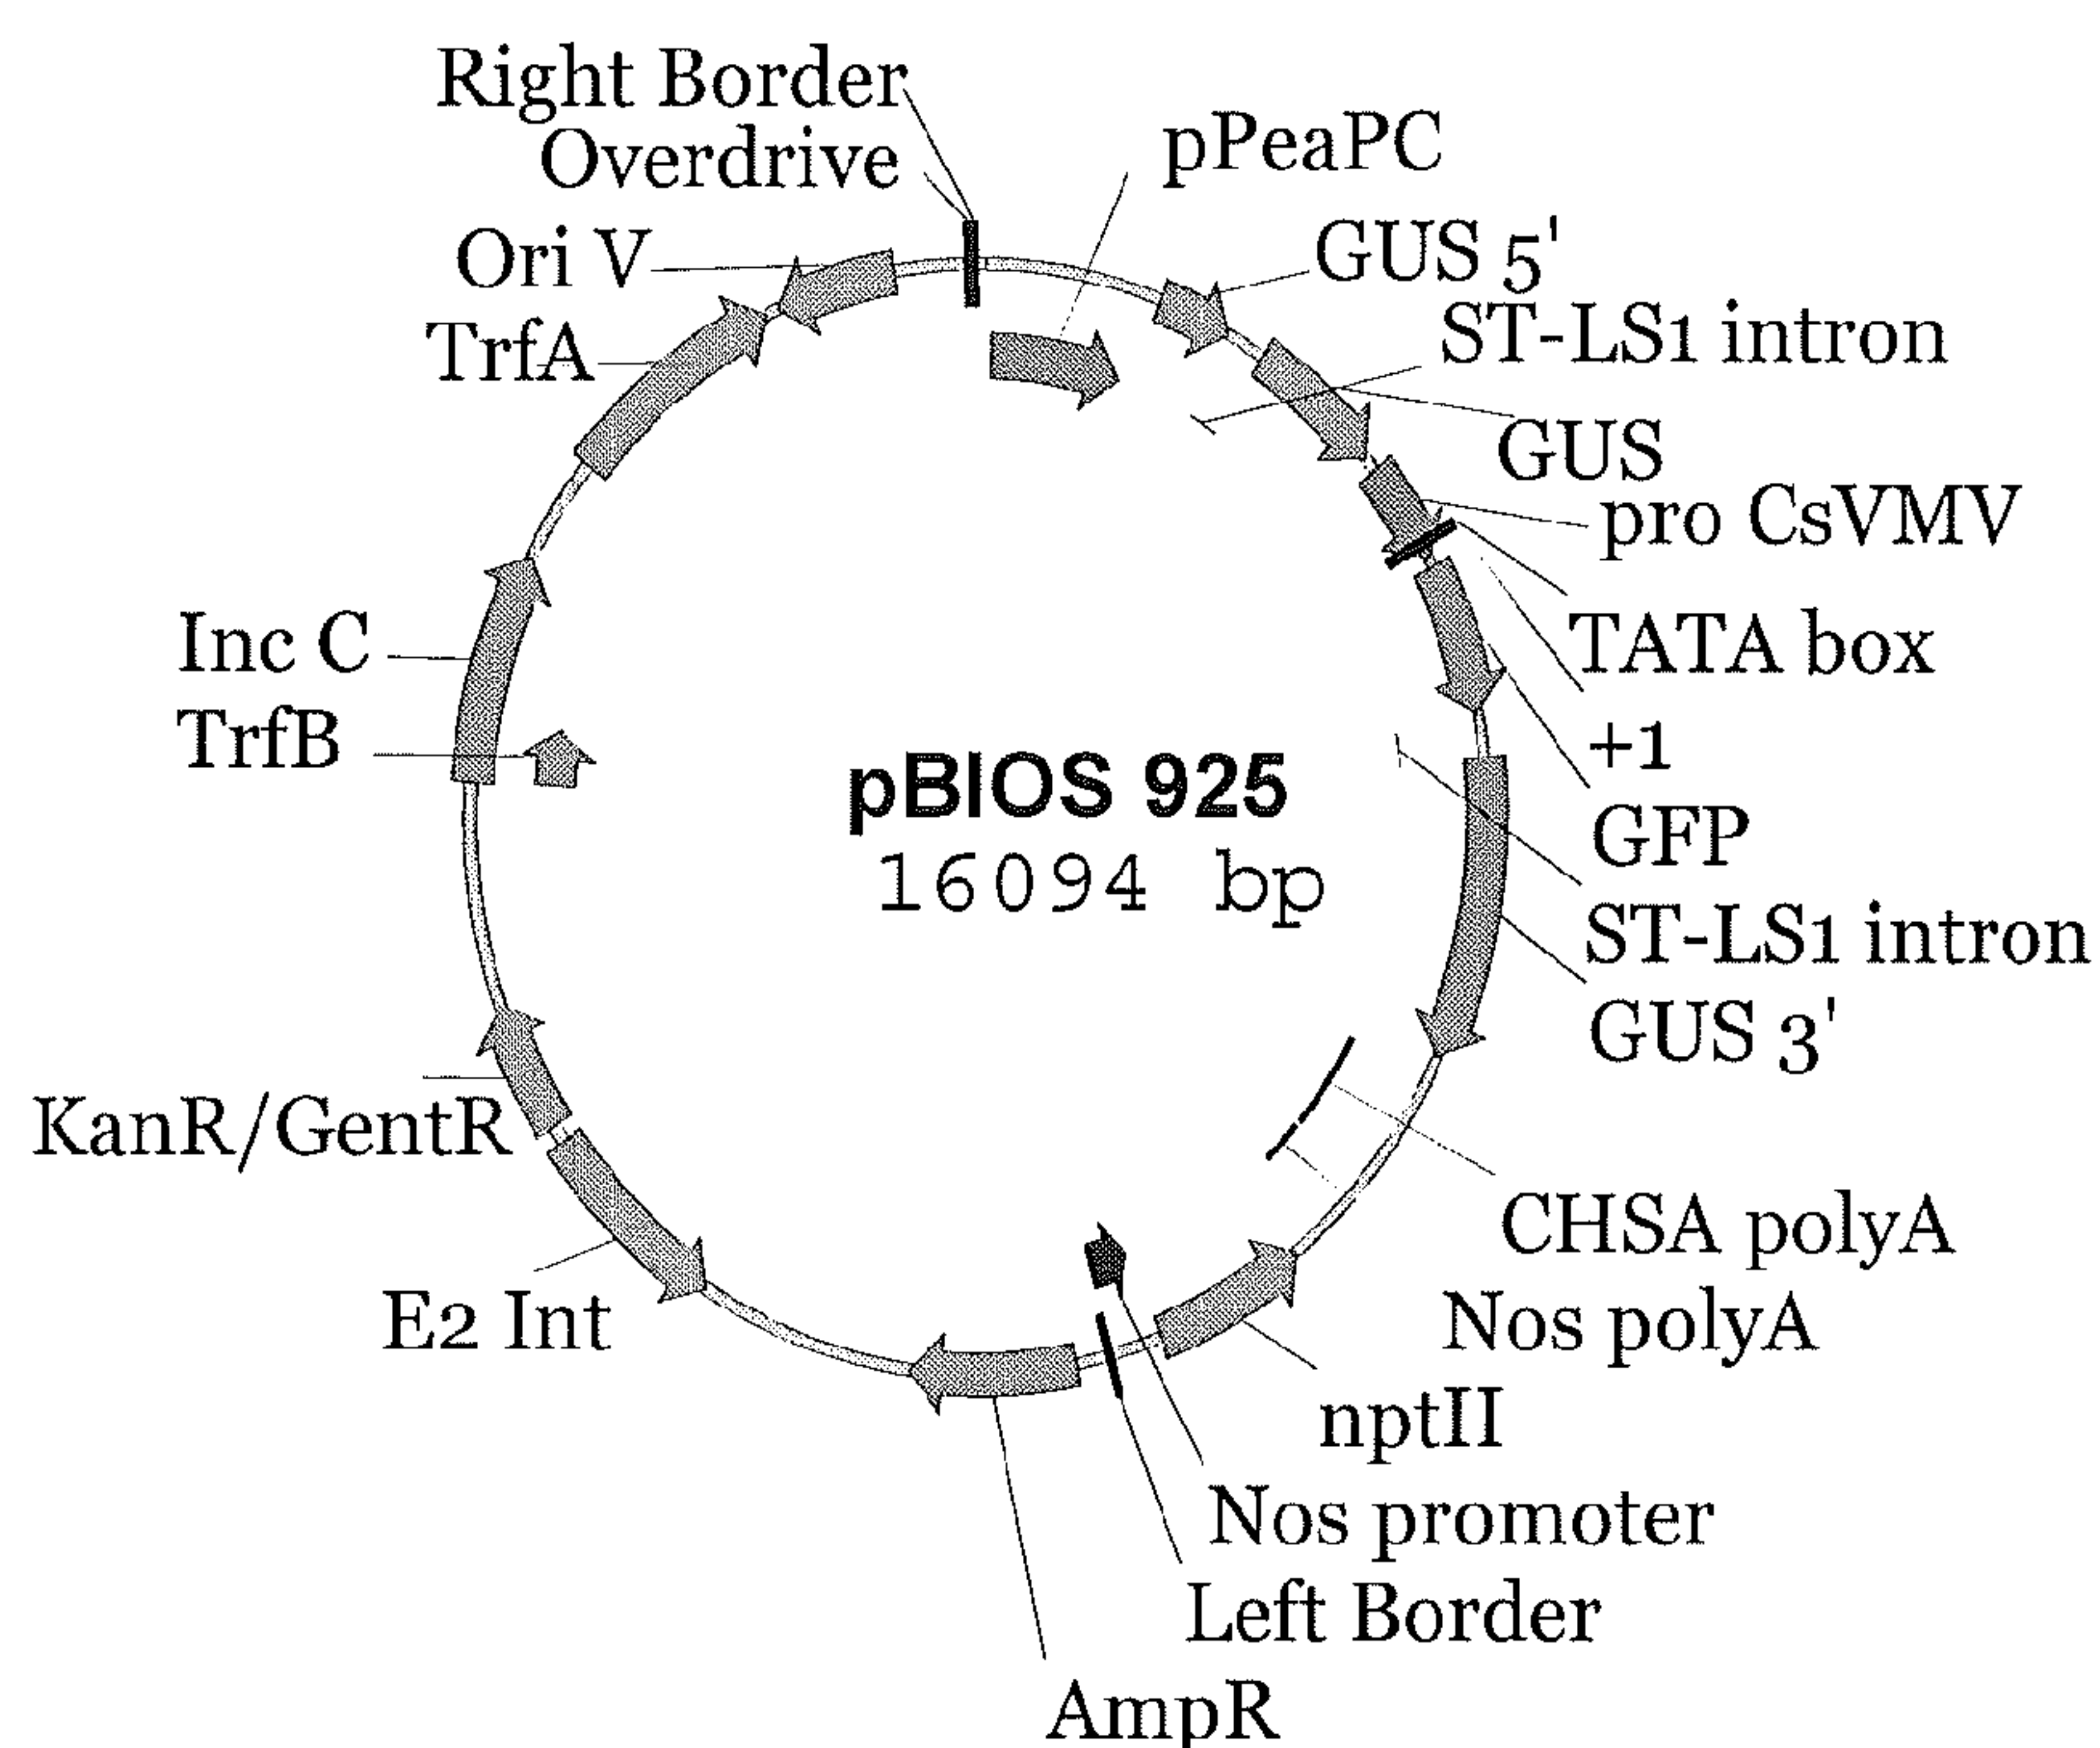 Right Border
Overdrive
pPeaPC
Ori V
GUS 5'
TrfA
ST-LS1 intron
GUS
pro CsVMV
TATA box
Inc C
TrfB
+1
pBIOS 925
16094 bp
GFP
ST-LS1 intron
GUS 3'
KanR/GentR
CHSA polyA
E2 Int
Nos polyA
nptII
Nos promoter
Left Border
AmpR